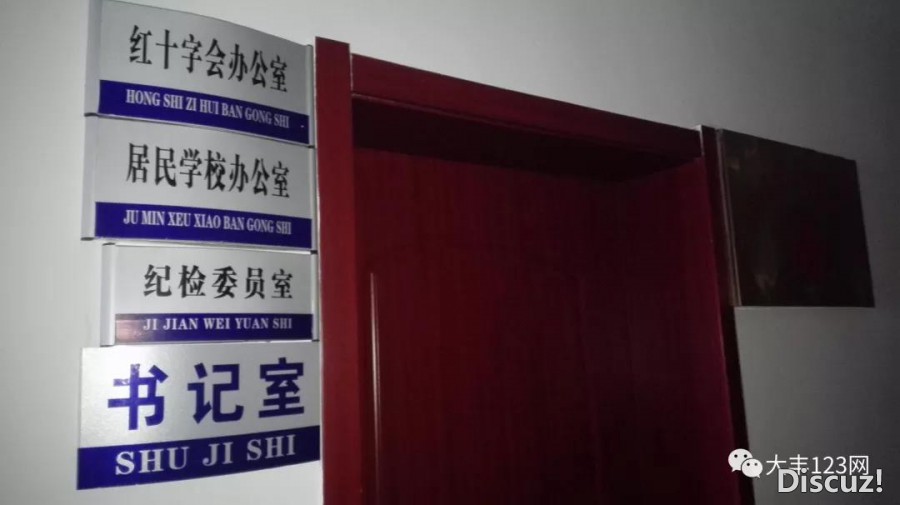 红十字会办公室
HONG SHI ZI HUI BAN GONG SHI
居民学校办公室
JU MIN XEU XIAO BAN GONG SHI
纪检委员室
JI JIAN WEI YUAN SHI
书记室
SHU JI SHI
大丰123网
Discuz!